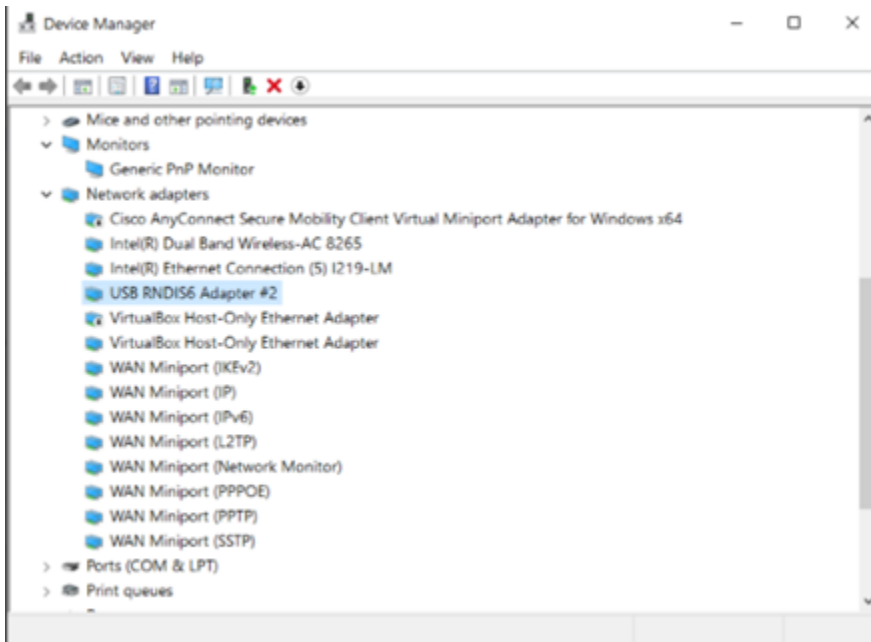 Device Manager
File Action View Help
Mice and other pointing devices
Monitors
Generic PnP Monitor
Network adapters
Cisco AnyConnect Secure Mobility Client Virtual Miniport Adapter for Windows x64
Intel(R) Dual Band Wireless-AC 8265
Intel(R) Ethernet Connection (5) I219-LM
USB RNDIS6 Adapter #2
VirtualBox Host-Only Ethernet Adapter
VirtualBox Host-Only Ethernet Adapter
WAN Miniport (IKEv2)
WAN Miniport (IP)
WAN Miniport (IPv6)
WAN Miniport (L2TP)
WAN Miniport (Network Monitor)
WAN Miniport (PPPOE)
WAN Miniport (PPTP)
WAN Miniport (SSTP)
Ports (COM & LPT)
Print queues